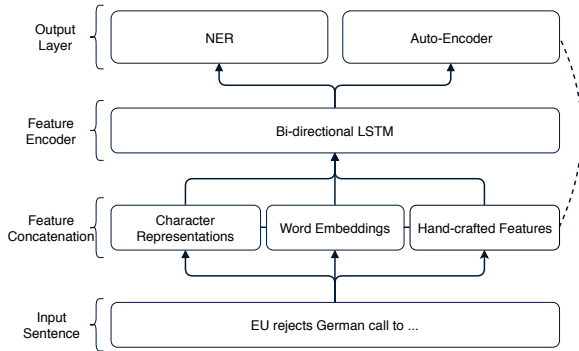 Output
Layer
NER
Auto-Encoder
Feature
Encoder
Bi-directional LSTM
Feature
Concatenation
Character
Representations
Word Embeddings
Hand-crafted Features
Input
Sentence
EU rejects German call to ...